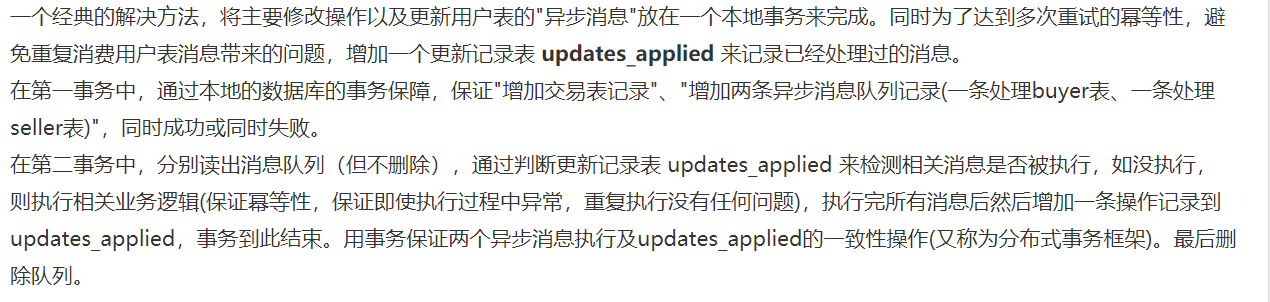 一个经典的解决方法，将主要修改操作以及更新用户表的"异步消息"放在一个本地事务来完成。同时为了达到多次重试的幂等性，避
免重复消费用户表消息带来的问题，增加一个更新记录表 updates_applied 来记录已经处理过的消息。
在第一事务中，通过本地的数据库的事务保障，保证"增加交易表记录"、"增加两条异步消息队列记录(一条处理buyer表、一条处理
seller表)"，同时成功或同时失败。
在第二事务中，分别读出消息队列（但不删除），通过判断更新记录表 updates_applied 来检测相关消息是否被执行，如没执行，
则执行相关业务逻辑(保证幂等性，保证即使执行过程中异常，重复执行没有任何问题)，执行完所有消息后然后增加一条操作记录到
updates_applied，事务到此结束。用事务保证两个异步消息执行及updates_applied的一致性操作(又称为分布式事务框架)。最后删
除队列。